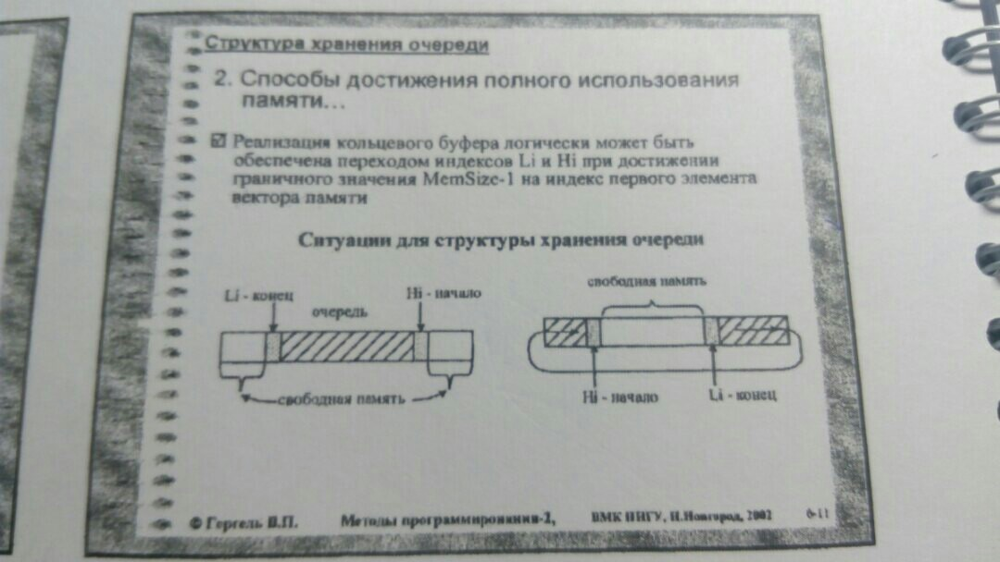 Структура хранения очереди
2. Способы достижения полного использования
памяти...
Реализация кольцевого буфера логически может быть
обеспечена переходом индексов Li и Hi при достижении
граничного значения MemSize-1 на индекс первого элемента
вектора памяти
Ситуации для структуры хранения очереди
Li - конец
очередь
Hi - начало
свободная память
свободная память
Hi - начало
Li - конец
© Гергель В.П.
Методы программирования-2,
ВМК ННГУ, Н.Новгород, 2002
6-11